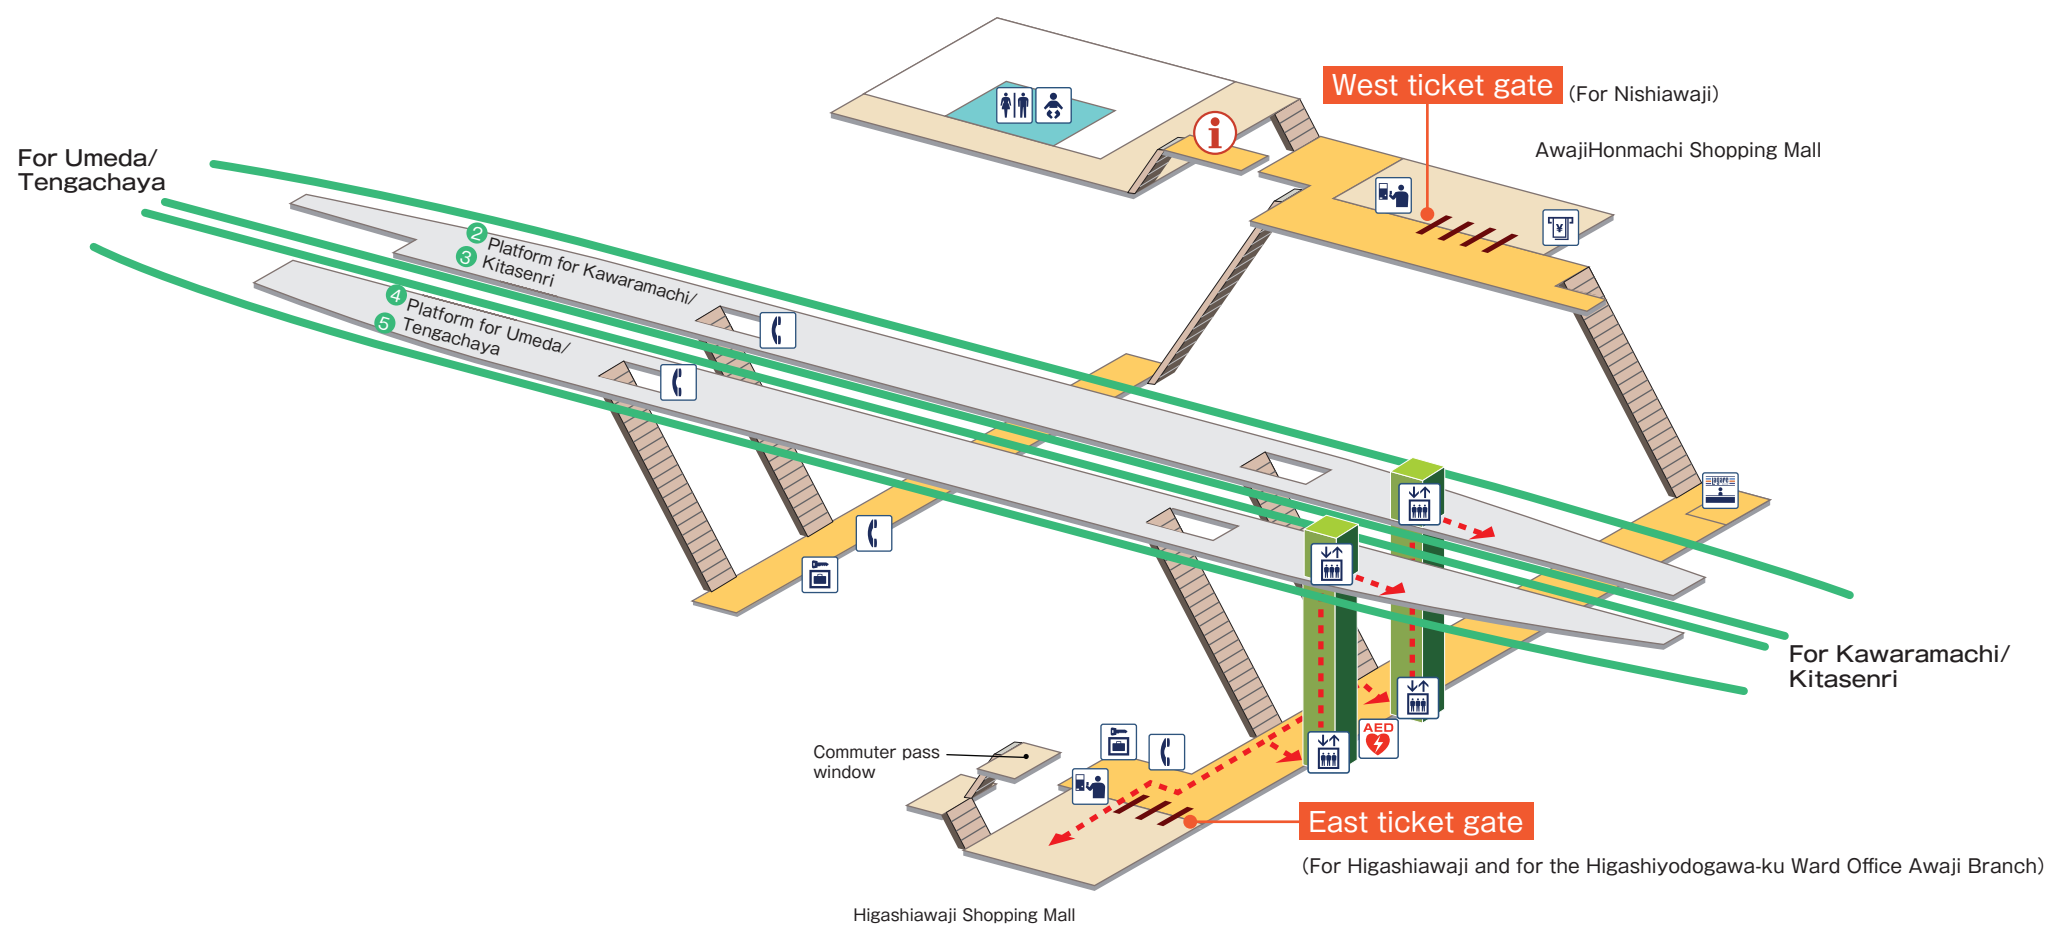 West ticket gate
(For Nishiawaji)
AwajiHonmachi Shopping Mall
For Umeda/
Tengachaya
2
Platform for Kawaramachi/
3
Kitasenri
4
Platform for Umeda/
5
Tengachaya
¥
For Kawaramachi/
Kitasenri
AED
Commuter pass
window
East ticket gate
(For Higashiawaji and for the Higashiyodogawa-ku Ward Office Awaji Branch)
Higashiawaji Shopping Mall